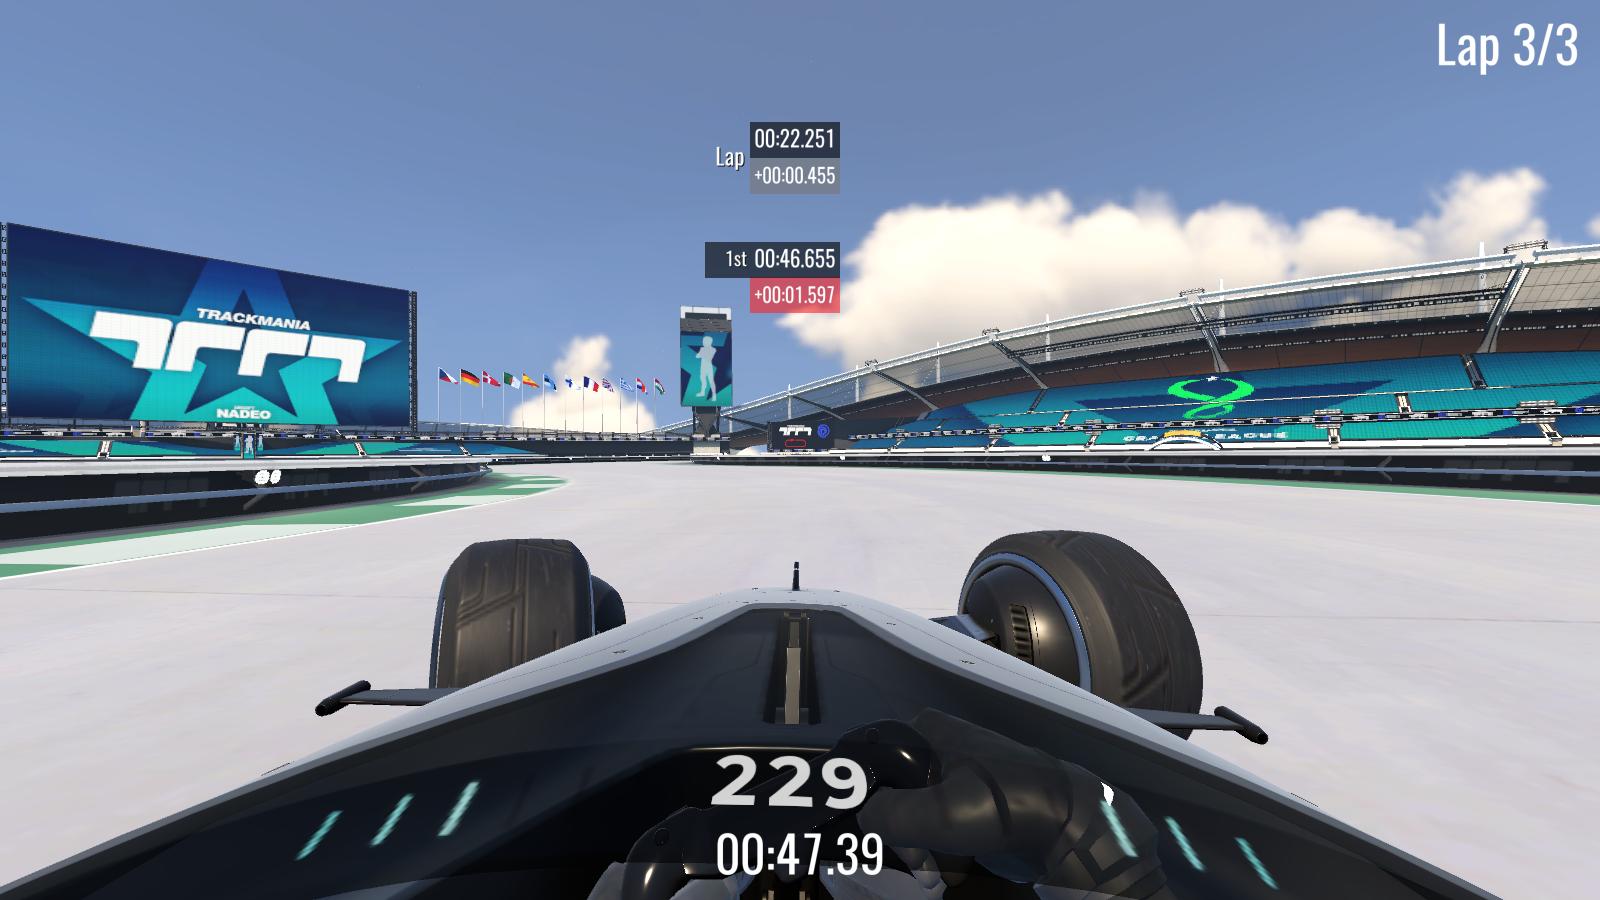 Lap 3/3
00:22.251
Lap
+00:00.455
1st 00:46.655
+00:01.597
TRACKMANIA
NADEO
229
00:47.39